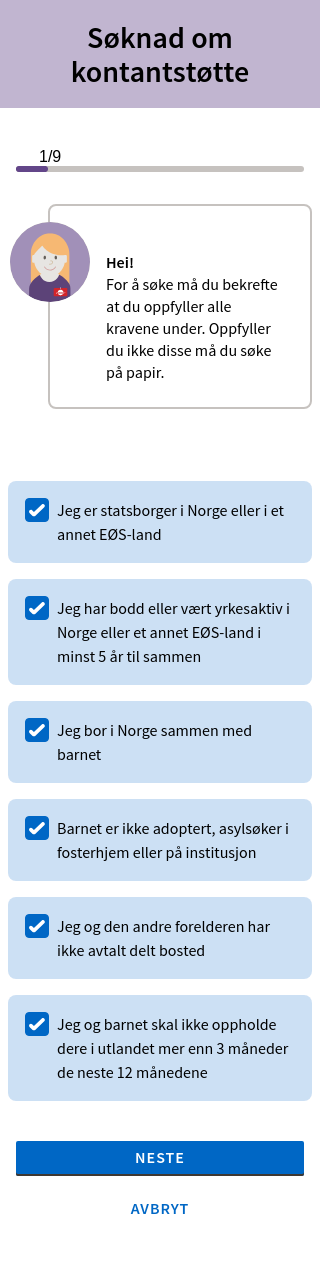 Søknad om
kontantstøtte
1/9
Hei!
For å søke må du bekrefte
at du oppfyller alle
kravene under. Oppfyller
du ikke disse må du søke
på papir.
Jeg er statsborger i Norge eller i et
annet EØS-land
Jeg har bodd eller vært yrkesaktiv i
Norge eller et annet EØS-land i
minst 5 år til sammen
Jeg bor i Norge sammen med
barnet
Barnet er ikke adoptert, asylsøker i
fosterhjem eller på institusjon
Jeg og den andre forelderen har
ikke avtalt delt bosted
Jeg og barnet skal ikke oppholde
dere i utlandet mer enn 3 måneder
de neste 12 månedene
NESTE
AVBRYT